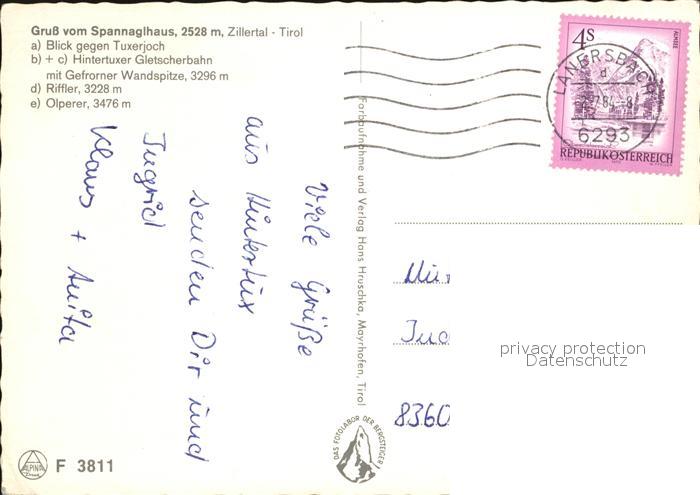 Gruß vom Spannaglhaus, 2528 m, Zillertal - Tirol
a) Blick gegen Tuxerjoch
b) + c) Hintertuxer Gletscherbahn
mit Gefrorner Wandspitze, 3296 m
d) Riffler, 3228 m
e) Olperer, 3476 m
Viele Grüße
aus Hintertux
senden Dir und
Ingrid
Klaus + Anita
Farbaufnahme und Verlag Hans Hruschka, Mayrhofen, Tirol
4S
ALMSEE
REPUBLIK ÖSTERREICH
LANERSBACH
d
6293
8360
privacy protection
Datenschutz
DAS FOTOLABOR DER BERGSTEIGER
ALPINA
F 3811